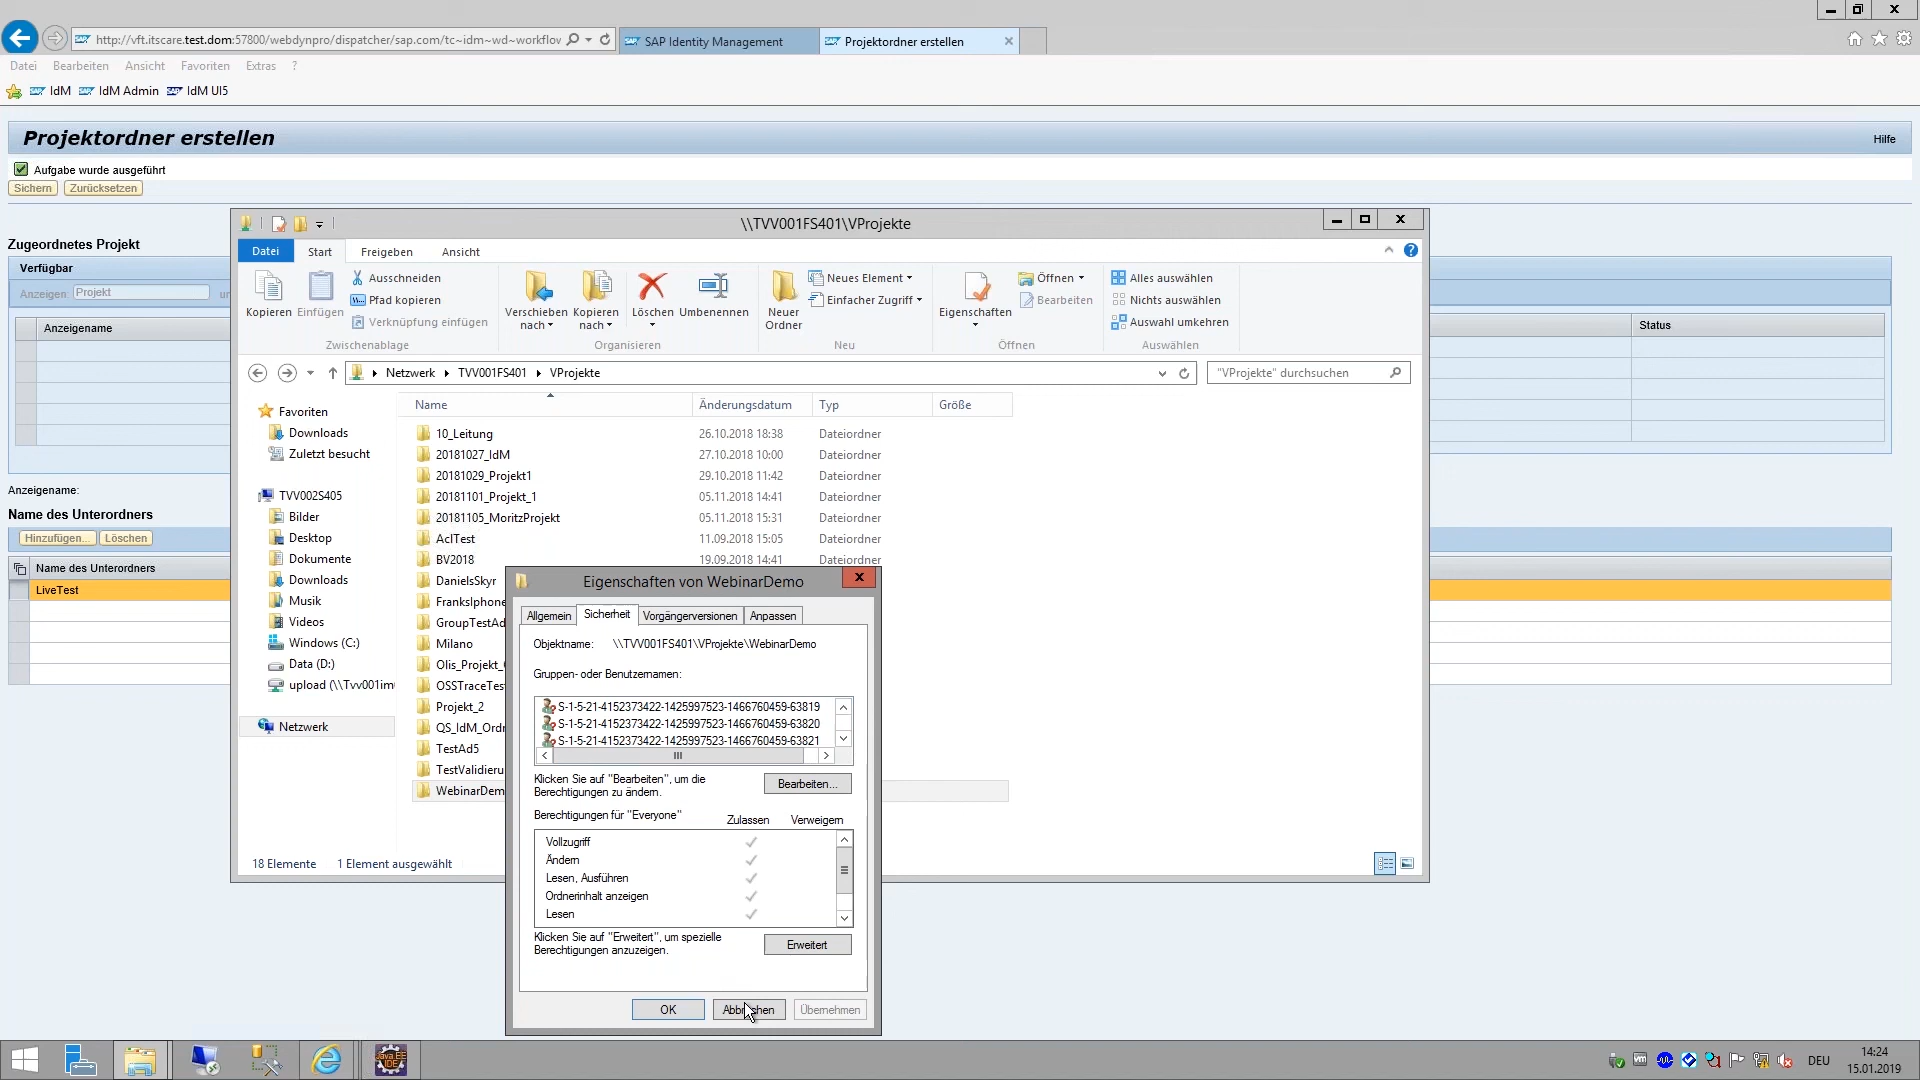 http://vft.itscare.test.dom:57800/webdynpro/dispatcher/sap.com/tc~idm~wd~workflov
SAP Identity Management
Projektordner erstellen
Datei Bearbeiten Ansicht Favoriten Extras ?
IdM IdM Admin IdM UI5
Projektordner erstellen
Hilfe
Aufgabe wurde ausgeführt
Sichern Zurücksetzen
Zugeordnetes Projekt
Verfügbar
Anzeigen: Projekt
Anzeigename
Status
Anzeigename:
Name des Unterordners
Hinzufügen... Löschen
Name des Unterordners
LiveTest
\\TVV001FS401\VProjekte
Datei Start Freigeben Ansicht
Kopieren
Einfügen
Ausschneiden
Pfad kopieren
Verknüpfung einfügen
Zwischenablage
Verschieben nach
Kopieren nach
Löschen
Umbenennen
Organisieren
Neuer Ordner
Neues Element
Einfacher Zugriff
Neu
Eigenschaften
Öffnen
Bearbeiten
Öffnen
Alles auswählen
Nichts auswählen
Auswahl umkehren
Auswählen
Netzwerk TVV001FS401 VProjekte
"VProjekte" durchsuchen
Favoriten
Downloads
Zuletzt besucht
TVV002S405
Bilder
Desktop
Dokumente
Downloads
Musik
Videos
Windows (C:)
Data (D:)
upload (\\Tvv001im
Netzwerk
Name Änderungsdatum Typ Größe
10_Leitung 26.10.2018 18:38 Dateiordner
20181027_IdM 27.10.2018 10:00 Dateiordner
20181029_Projekt1 29.10.2018 11:42 Dateiordner
20181101_Projekt_1 05.11.2018 14:41 Dateiordner
20181105_MoritzProjekt 05.11.2018 15:31 Dateiordner
AclTest 11.09.2018 15:05 Dateiordner
BV2018 19.09.2018 14:41 Dateiordner
DanielsSkyr
FranksIphone
GroupTestAd
Milano
Olis_Projekt_
OSSTraceTes
Projekt_2
QS_IdM_Ordr
TestAd5
TestValidieru
WebinarDem
18 Elemente 1 Element ausgewählt
Eigenschaften von WebinarDemo
Allgemein Sicherheit Vorgängerversionen Anpassen
Objektname: \\TVV001FS401\VProjekte\WebinarDemo
Gruppen- oder Benutzernamen:
S-1-5-21-4152373422-1425997523-1466760459-63819
S-1-5-21-4152373422-1425997523-1466760459-63820
S-1-5-21-4152373422-1425997523-1466760459-63821
Klicken Sie auf "Bearbeiten", um die
Berechtigungen zu ändern.
Bearbeiten...
Berechtigungen für "Everyone" Zulassen Verweigern
Vollzugriff
Ändern
Lesen, Ausführen
Ordnerinhalt anzeigen
Lesen
Klicken Sie auf "Erweitert", um spezielle
Berechtigungen anzuzeigen.
Erweitert
OK Abbrechen Übernehmen
Java EE
IDE
DEU
14:24
15.01.2019